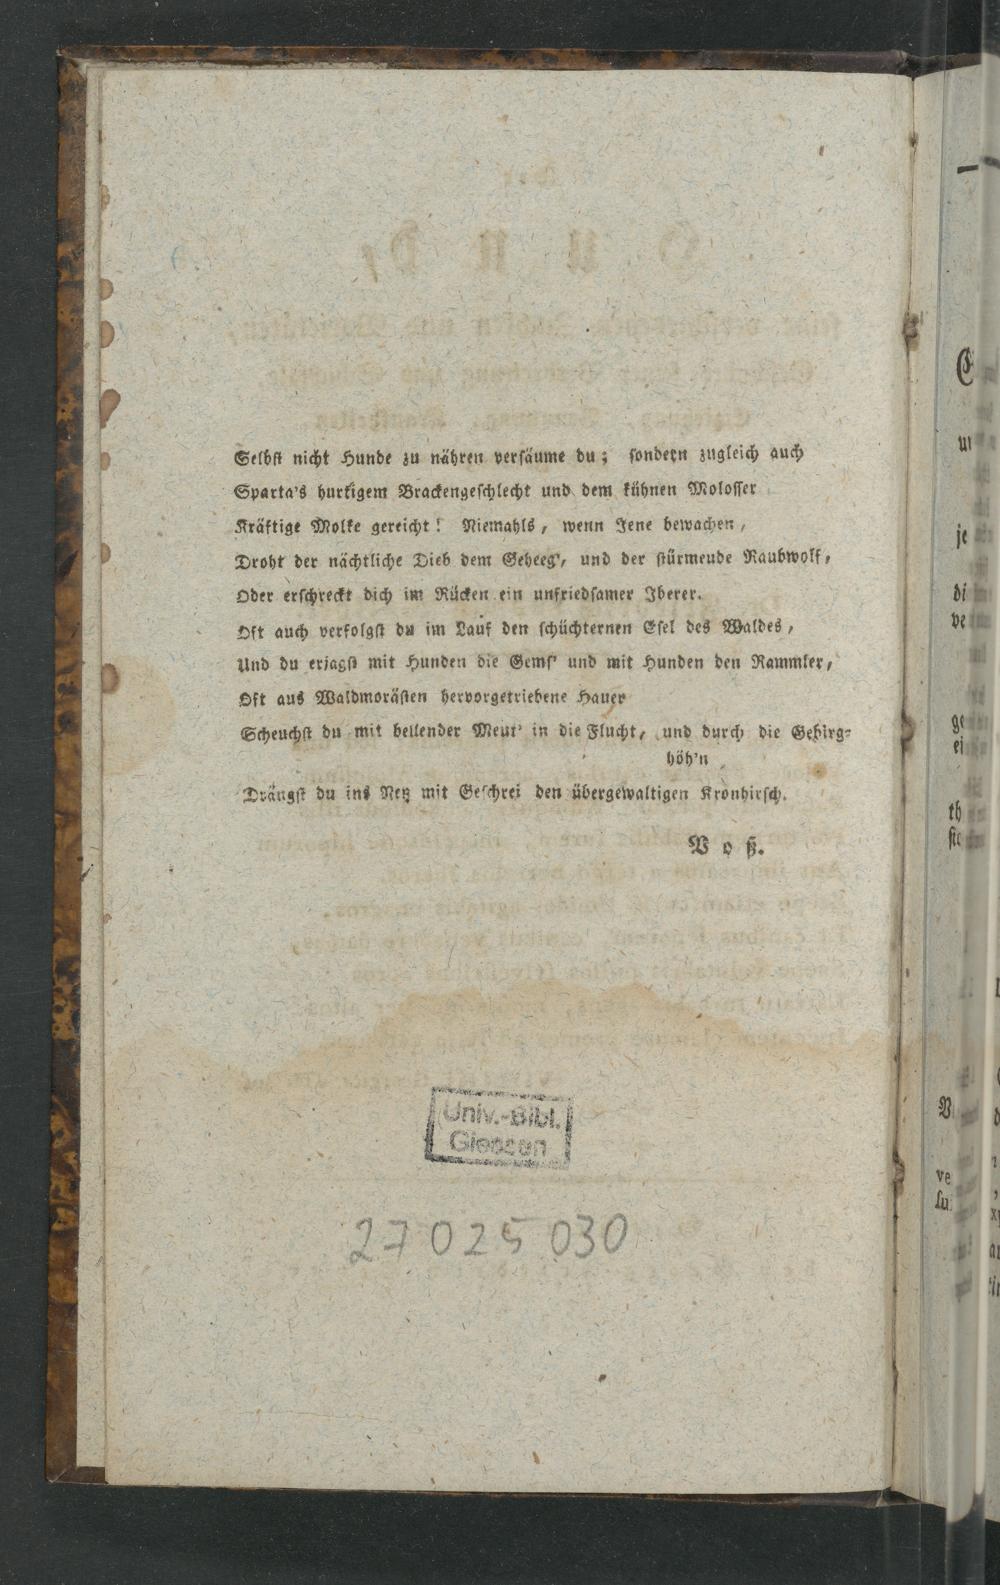 Selbst nicht Hunde zu nähren versäume du; sondern zugleich auch
Sparta's hurtigem Brackengeschlecht und dem kühnen Molosser
Kräftige Molke gereicht! Niemahls, wenn Jene bewachen,
Droht der nächtliche Dieb dem Geheeg', und der stürmende Raubwolf,
Oder erschreckt dich im Rücken ein unfriedsamer Iberer.
Oft auch verfolgst du im Lauf den schüchternen Esel des Waldes,
Und du erjagst mit Hunden die Gems' und mit Hunden den Rammler,
Oft aus Waldmorästen hervorgetriebene Hauer
Scheuchst du mit bellender Meut' in die Flucht, und durch die Gebirg-
höh'n
Drängst du ins Netz mit Geschrei den übergewaltigen Kronhirsch.
Voß.
Univ.-Bibl.
Giessen
27 025 030